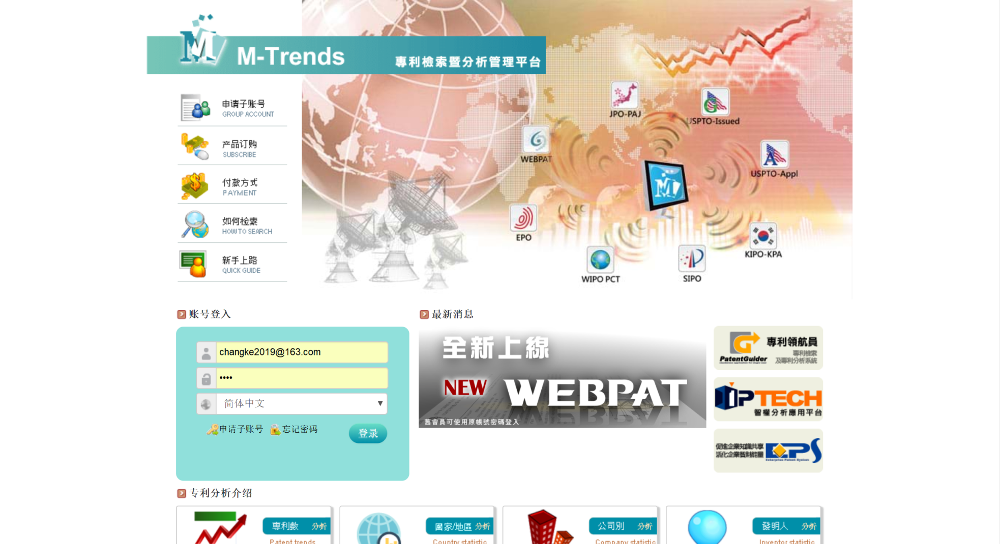 M-Trends
專利檢索暨分析管理平台
申请子账号
GROUP ACCOUNT
产品订购
SUBSCRIBE
付款方式
PAYMENT
如何检索
HOW TO SEARCH
新手上路
QUICK GUIDE
JPO-PAJ
USPTO-Issued
WEBPAT
USPTO-Appl
EPO
KIPO-KPA
WIPO PCT
SIPO
账号登入
changke2019@163.com
••••
简体中文
申请子账号
忘记密码
登录
最新消息
全新上線
NEW WEBPAT
舊會員可使用原帳號密碼登入
專利領航員
專利檢索
及專利分析系統
PatentGuider
IPTECH
智權分析應用平台
促進企業知識共享
活化企業智財能量
EPS
Enterprise Patent System
专利分析介绍
專利數 分析
Patent trends
國家/地區 分析
Country statistic
公司別 分析
Company statistic
發明人 分析
Inventor statistic